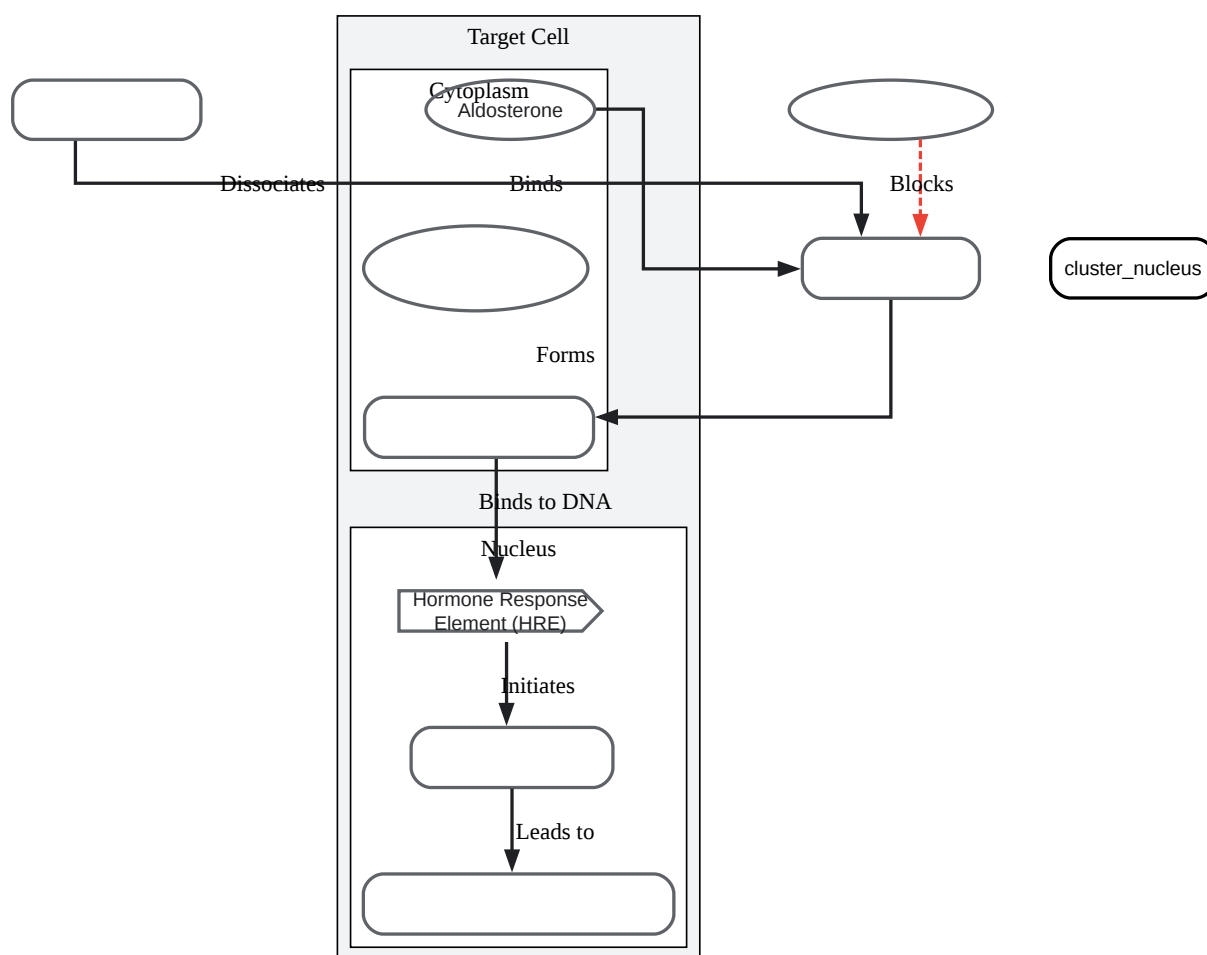 Target Cell
Cytoplasm
Aldosterone
Dissociates
Binds
Blocks
cluster_nucleus
Forms
Binds to DNA
Nucleus
Hormone Response
Element (HRE)
Initiates
Leads to